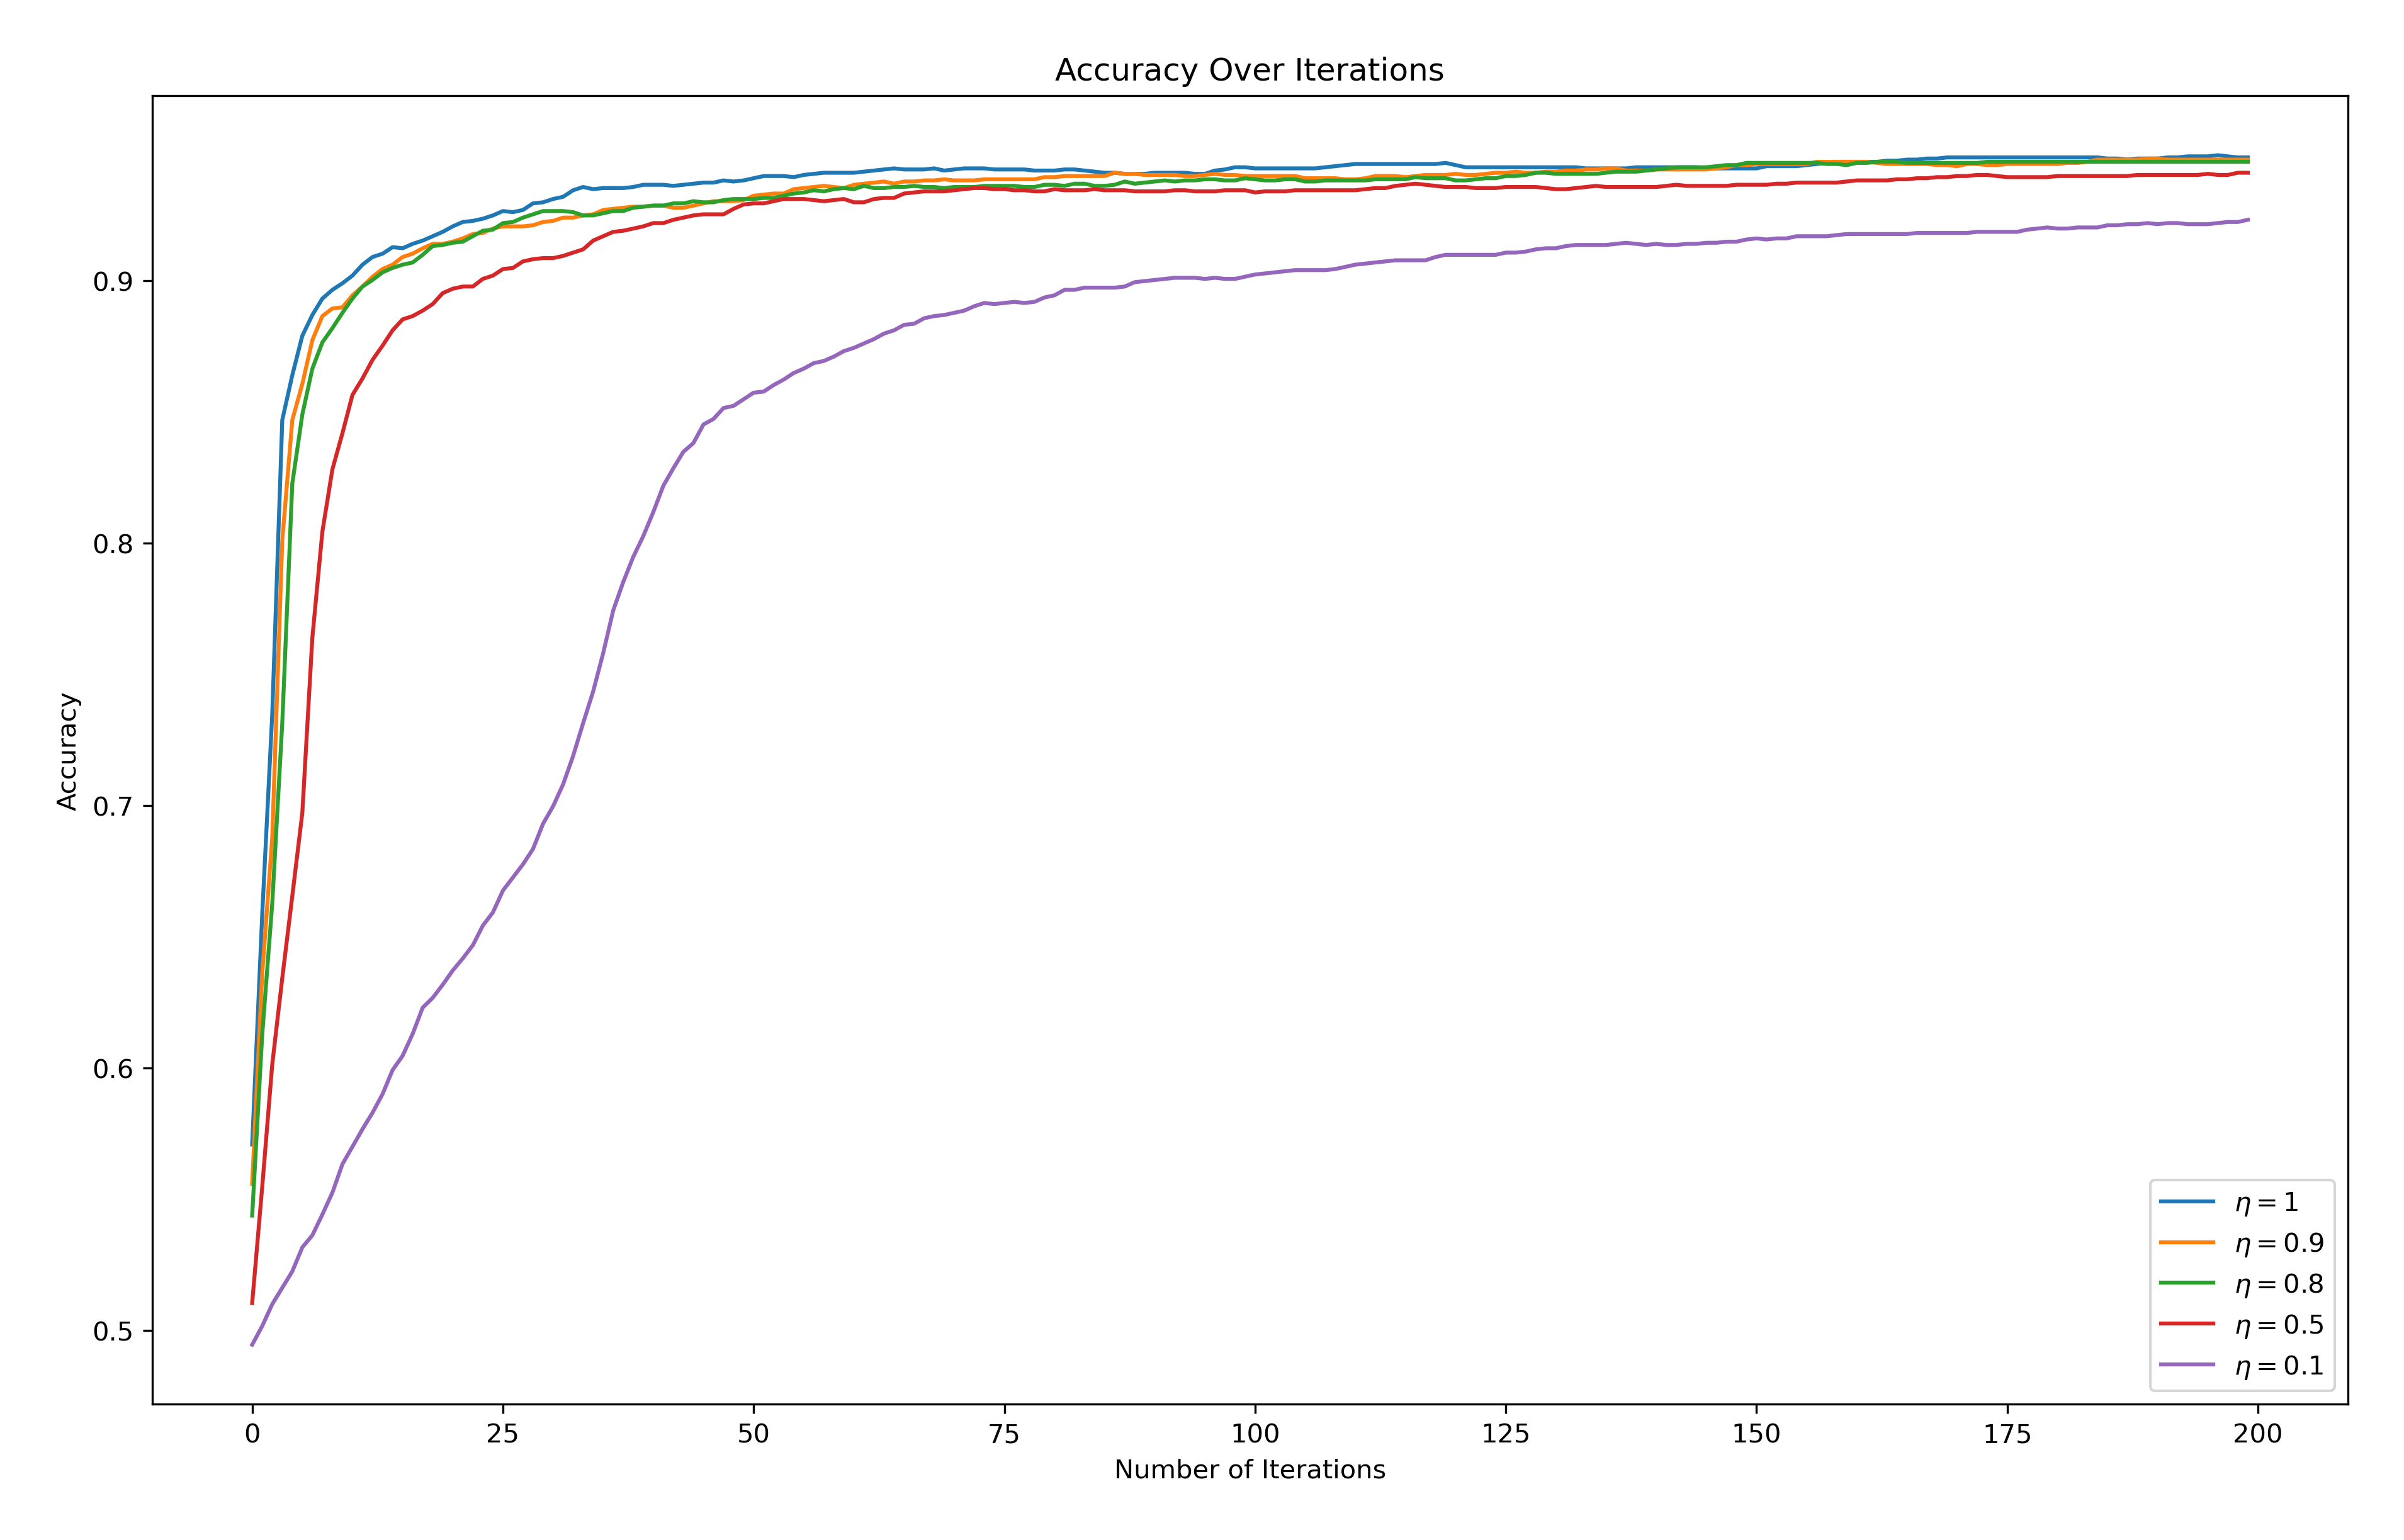 Accuracy Over Iterations
Accuracy
0.9
0.8
0.7
0.6
0.5
0
25
50
75
100
125
150
175
200
Number of Iterations
η = 1
η = 0.9
η = 0.8
η = 0.5
η = 0.1